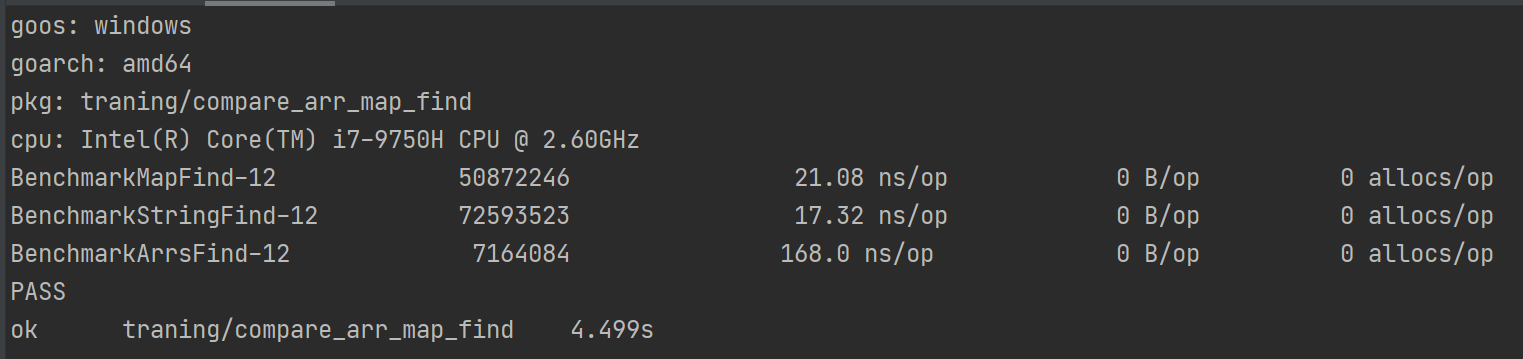 goos: windows
goarch: amd64
pkg: traning/compare_arr_map_find
cpu: Intel(R) Core(TM) i7-9750H CPU @ 2.60GHz
BenchmarkMapFind-12 50872246 21.08 ns/op 0 B/op 0 allocs/op
BenchmarkStringFind-12 72593523 17.32 ns/op 0 B/op 0 allocs/op
BenchmarkArrsFind-12 7164084 168.0 ns/op 0 B/op 0 allocs/op
PASS
ok traning/compare_arr_map_find 4.499s